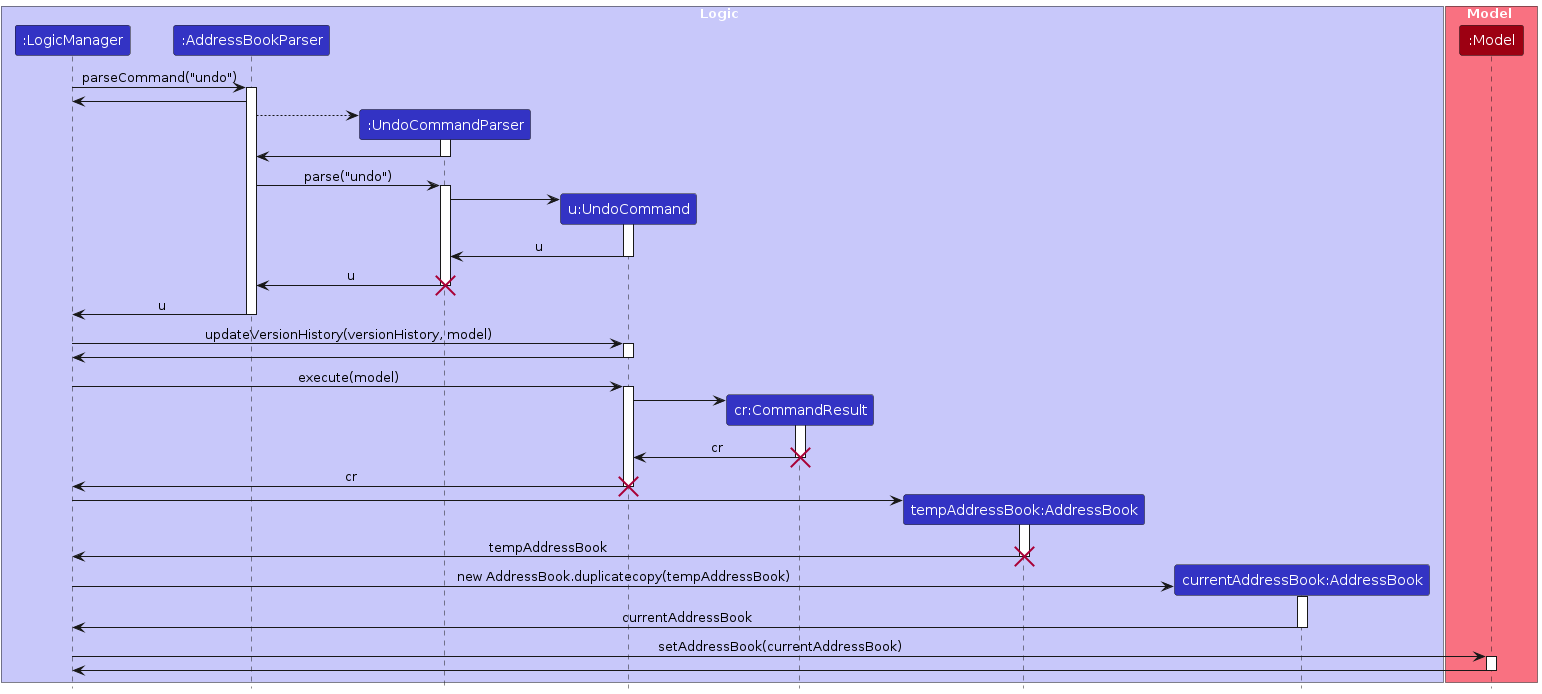 Logic
Model
:LogicManager
:AddressBookParser
:Model
parseCommand("undo")
:UndoCommandParser
parse("undo")
u:UndoCommand
u
u
u
updateVersionHistory(versionHistory, model)
execute(model)
cr:CommandResult
cr
cr
tempAddressBook:AddressBook
tempAddressBook
new AddressBook.duplicatecopy(tempAddressBook)
currentAddressBook:AddressBook
currentAddressBook
setAddressBook(currentAddressBook)